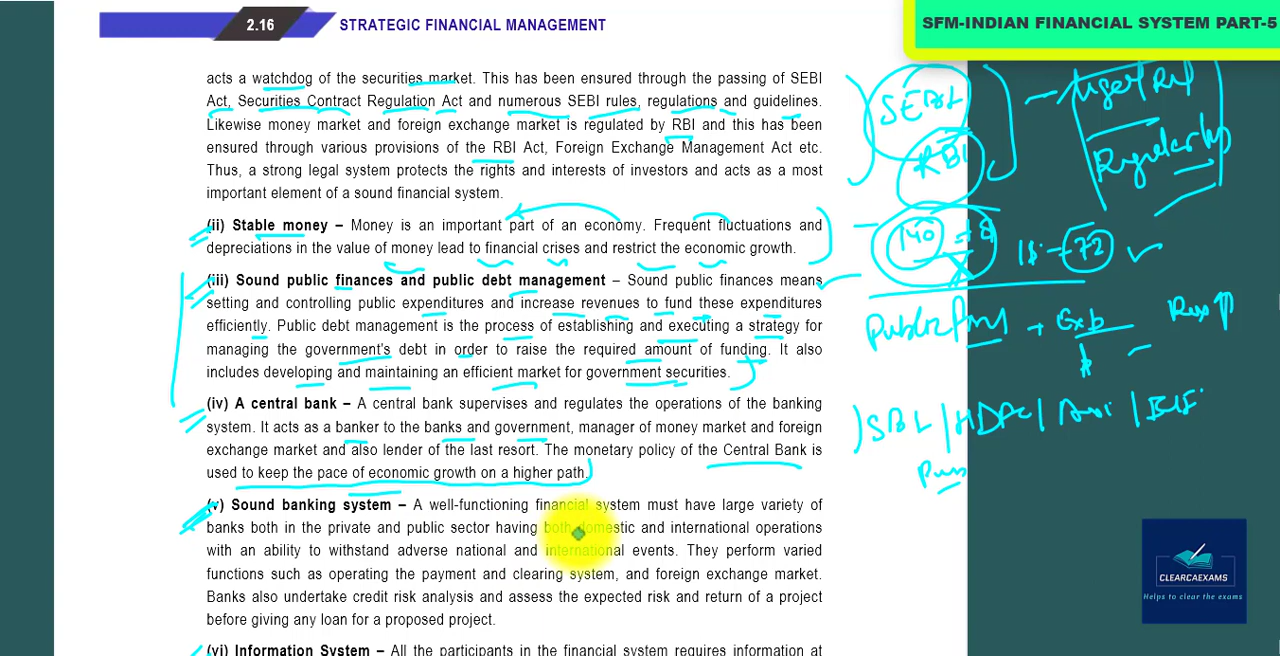 2.16
STRATEGIC FINANCIAL MANAGEMENT
SFM-INDIAN FINANCIAL SYSTEM PART-5
acts a watchdog of the securities market. This has been ensured through the passing of SEBI
Act, Securities Contract Regulation Act and numerous SEBI rules, regulations and guidelines.
Likewise money market and foreign exchange market is regulated by RBI and this has been
ensured through various provisions of the RBI Act, Foreign Exchange Management Act etc.
Thus, a strong legal system protects the rights and interests of investors and acts as a most
important element of a sound financial system.
(ii) Stable money – Money is an important part of an economy. Frequent fluctuations and
depreciations in the value of money lead to financial crises and restrict the economic growth.
(iii) Sound public finances and public debt management – Sound public finances means
setting and controlling public expenditures and increase revenues to fund these expenditures
efficiently. Public debt management is the process of establishing and executing a strategy for
managing the government's debt in order to raise the required amount of funding. It also
includes developing and maintaining an efficient market for government securities.
(iv) A central bank – A central bank supervises and regulates the operations of the banking
system. It acts as a banker to the banks and government, manager of money market and foreign
exchange market and also lender of the last resort. The monetary policy of the Central Bank is
used to keep the pace of economic growth on a higher path.
(v) Sound banking system – A well-functioning financial system must have large variety of
banks both in the private and public sector having both domestic and international operations
with an ability to withstand adverse national and international events. They perform varied
functions such as operating the payment and clearing system, and foreign exchange market.
Banks also undertake credit risk analysis and assess the expected risk and return of a project
before giving any loan for a proposed project.
(vi) Information System – All the participants in the financial system requires information at
SEBI
RBI
140
1$ = 72
SBI / HDFC /
CLEARCAEXAMS
Helps to clear the exams